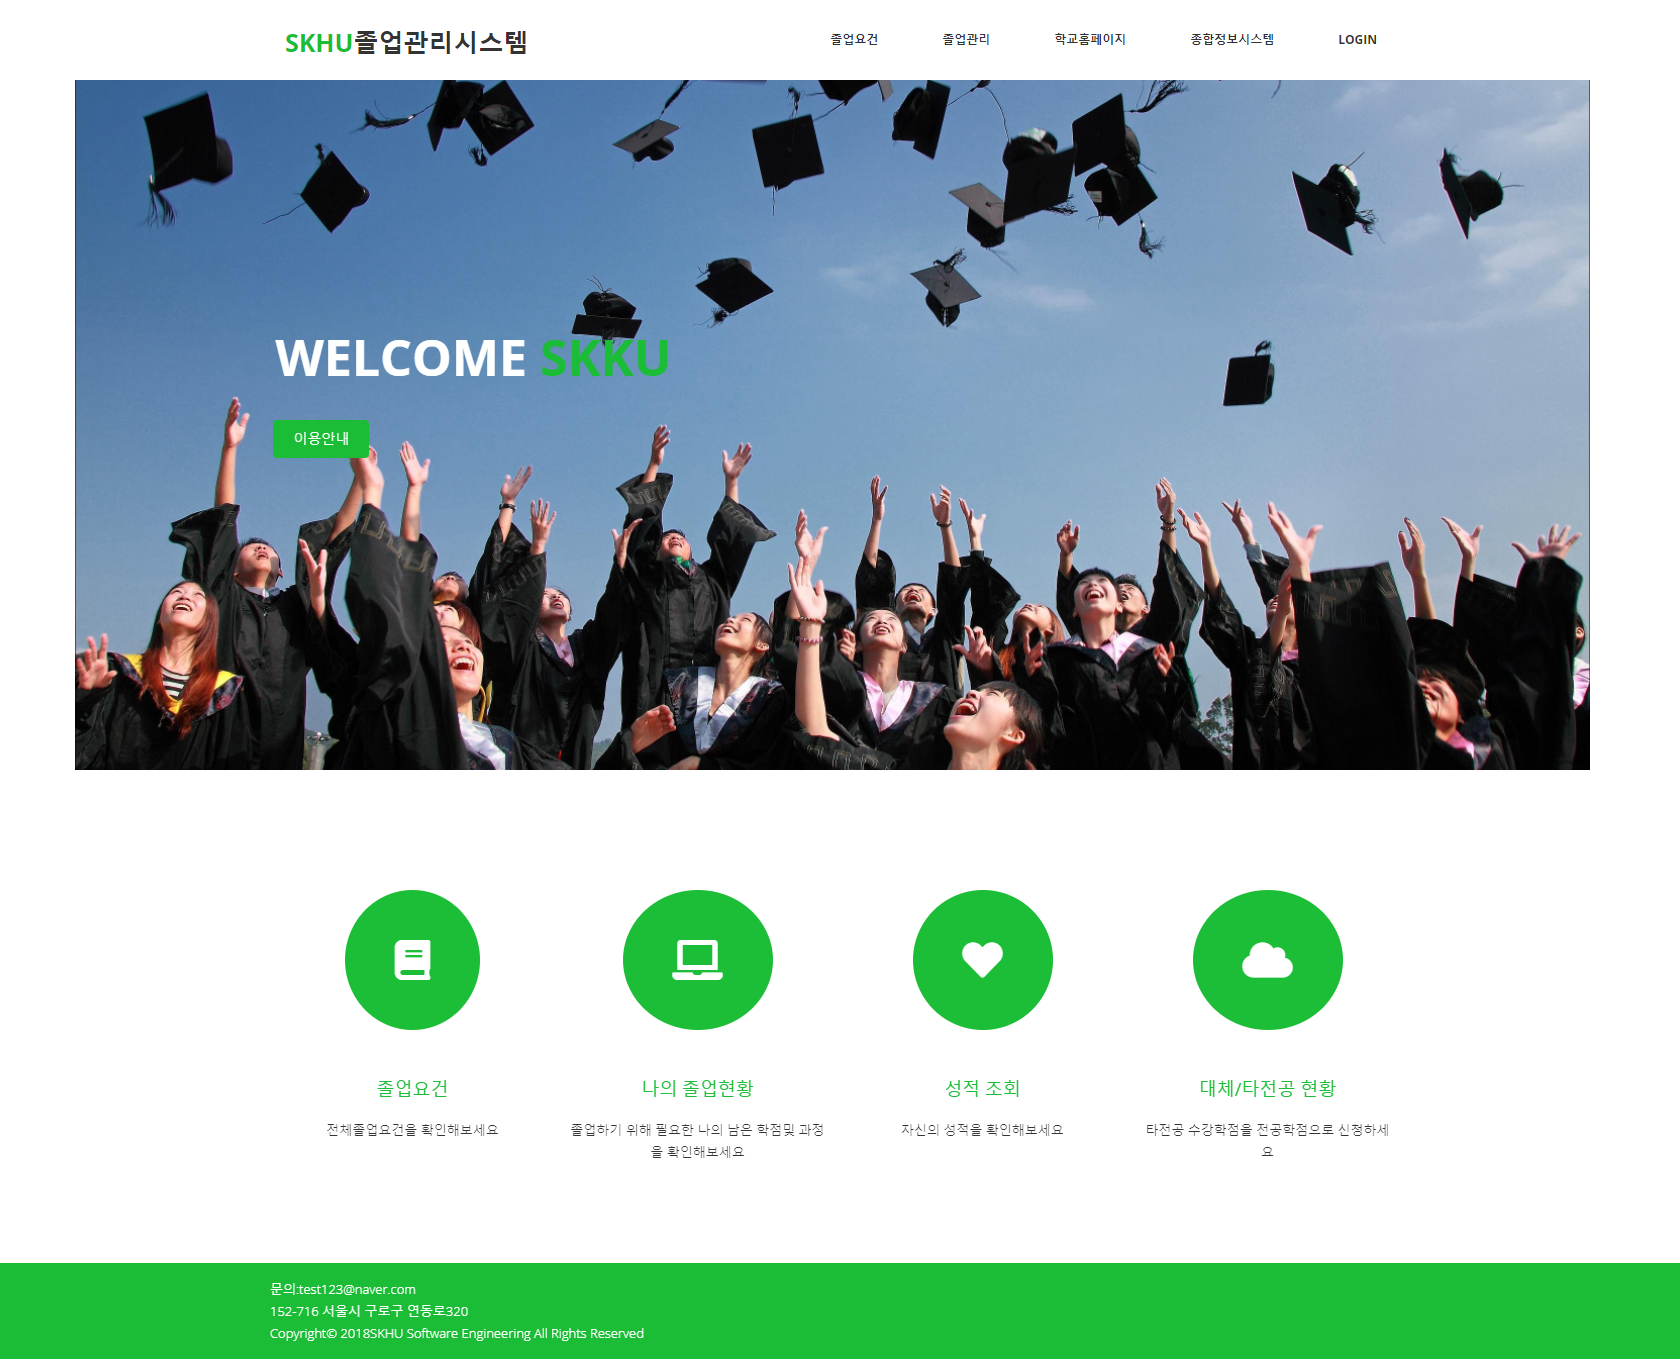 SKHU졸업관리시스템
졸업요건
졸업관리
학교홈페이지
종합정보시스템
LOGIN
WELCOME SKKU
이용안내
졸업요건
전체졸업요건을 확인해보세요
나의 졸업현황
졸업하기 위해 필요한 나의 남은 학점및 과정
을 확인해보세요
성적 조회
자신의 성적을 확인해보세요
대체/타전공 현황
타전공 수강학점을 전공학점으로 신청하세
요
문의:test123@naver.com
152-716 서울시 구로구 연동로320
Copyright© 2018SKHU Software Engineering All Rights Reserved